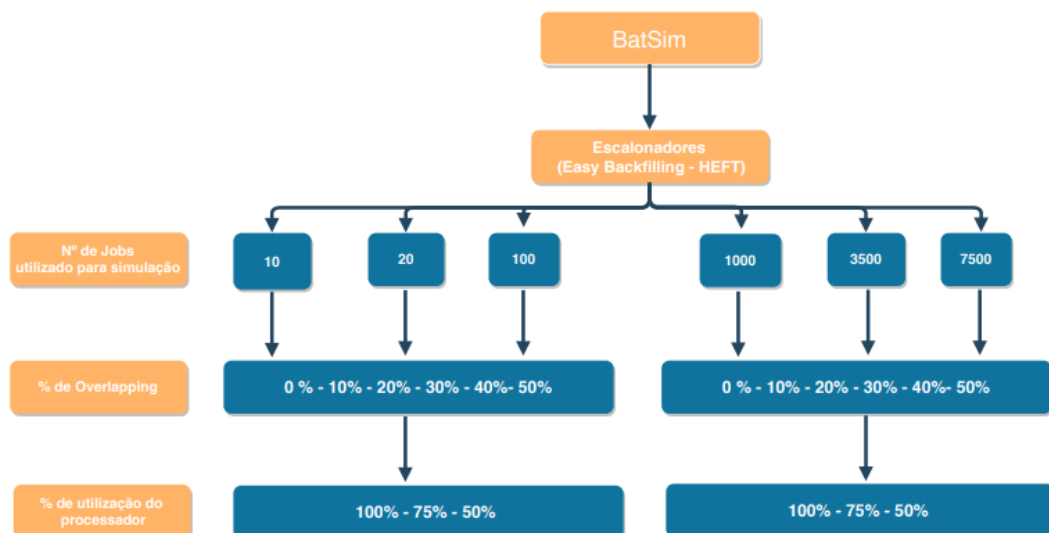 BatSim
Escalonadores
(Easy Backfilling - HEFT)
Nº de Jobs
utilizado para simulação
10
20
100
1000
3500
7500
% de Overlapping
0 % - 10% - 20% - 30% - 40%- 50%
0 % - 10% - 20% - 30% - 40%- 50%
% de utilização do
processador
100% - 75% - 50%
100% - 75% - 50%